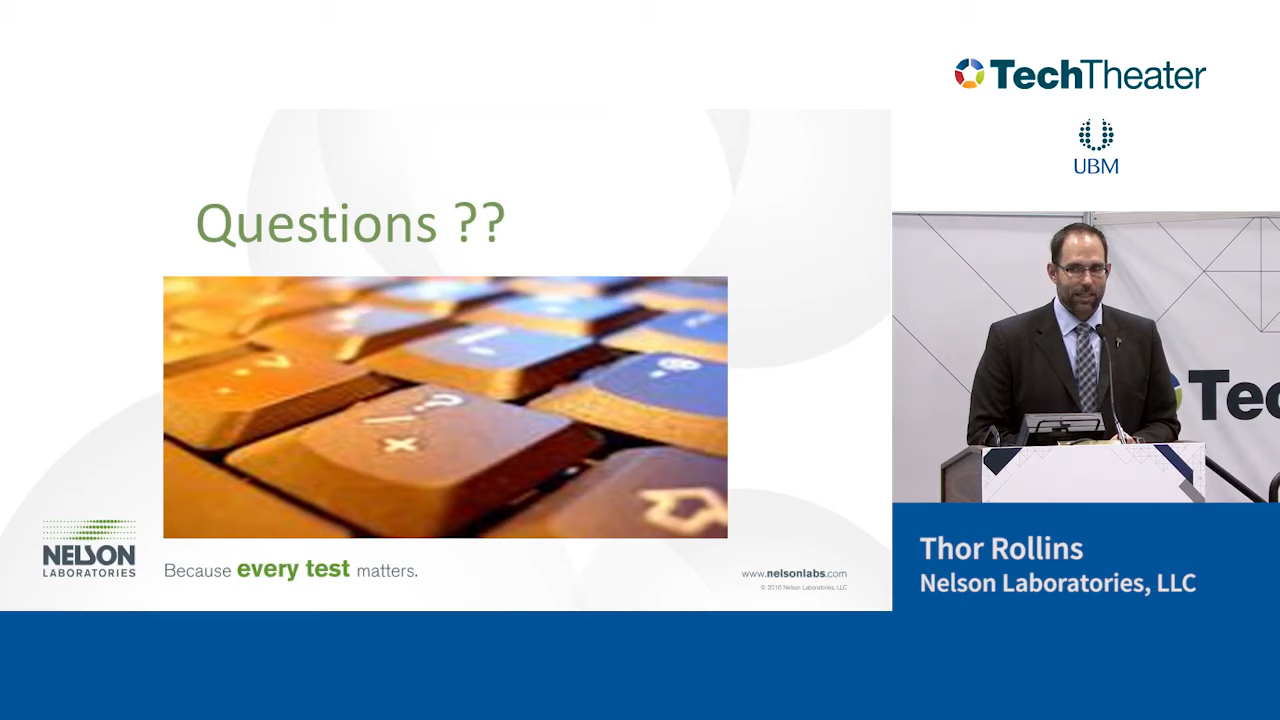 TechTheater
UBM
Questions ??
Tec
NELSON
LABORATORIES
Because every test matters.
www.nelsonlabs.com
© 2016 Nelson Laboratories, LLC
Thor Rollins
Nelson Laboratories, LLC